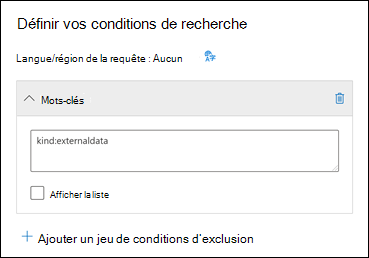 Définir vos conditions de recherche
Langue/région de la requête : Aucun
Mots-clés
kind:externaldata
Afficher la liste
Ajouter un jeu de conditions d'exclusion